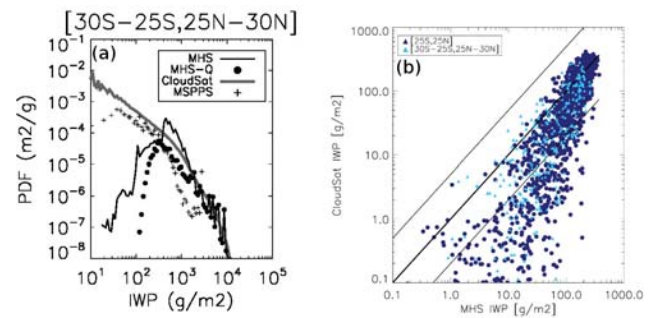 [30S-25S,25N-30N]
(a)
MHS
MHS-Q
CloudSat
MSPPS
10^-1
10^-2
10^-3
10^-4
10^-5
10^-6
10^-7
10^-8
PDF (m2/g)
10^1 10^2 10^3 10^4 10^5
IWP (g/m2)
(b)
[25S,25N]
[30S-25S,25N-30N]
1000.0
100.0
10.0
1.0
0.1
CloudSat IWP [g/m2]
0.1 1.0 10.0 100.0 1000.0
MHS IWP [g/m2]